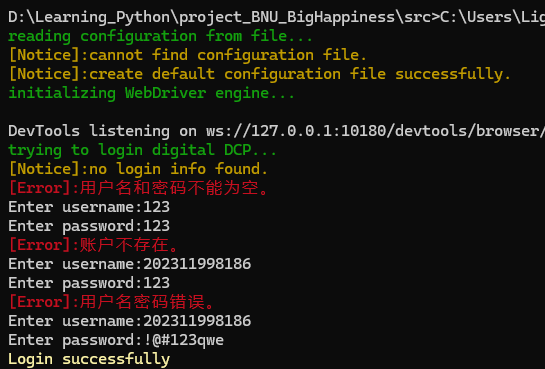 D:\Learning_Python\project_BNU_BigHappiness\src>C:\Users\Lig
reading configuration from file...
[Notice]:cannot find configuration file.
[Notice]:create default configuration file successfully.
initializing WebDriver engine...
DevTools listening on ws://127.0.0.1:10180/devtools/browser/
trying to login digital DCP...
[Notice]:no login info found.
[Error]:用户名和密码不能为空。
Enter username:123
Enter password:123
[Error]:账户不存在。
Enter username:202311998186
Enter password:123
[Error]:用户名密码错误。
Enter username:202311998186
Enter password:!@#123qwe
Login successfully